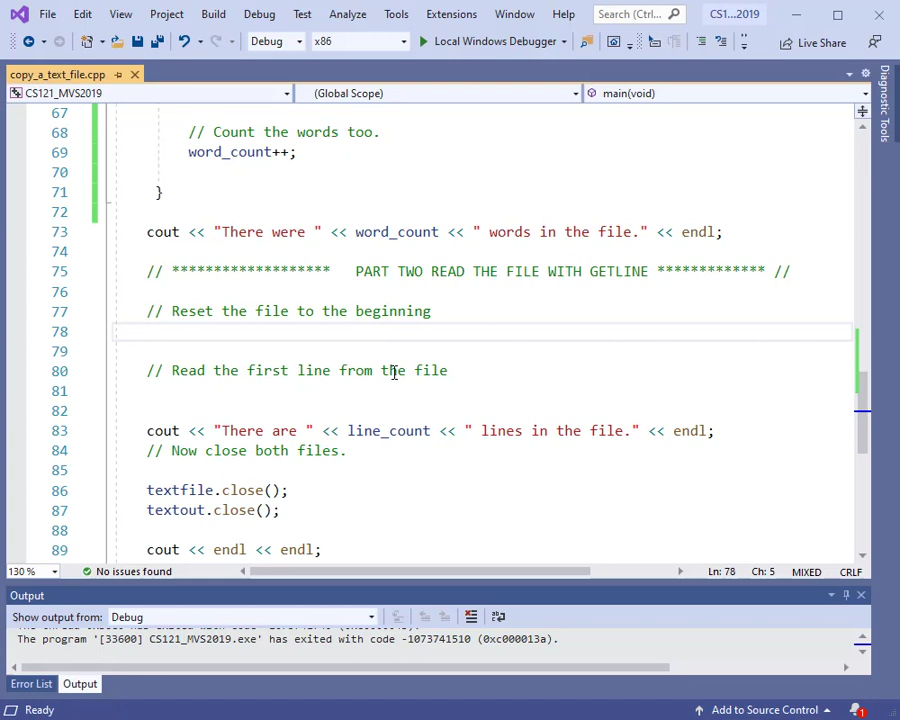 File Edit View Project Build Debug Test Analyze Tools Extensions Window Help Search (Ctrl... CS1...2019
Debug x86 Local Windows Debugger Live Share
copy_a_text_file.cpp
CS121_MVS2019 (Global Scope) main(void)
Diagnostic Tools
67
68 // Count the words too.
69 word_count++;
70
71 }
72
73 cout << "There were " << word_count << " words in the file." << endl;
74
75 // ******************* PART TWO READ THE FILE WITH GETLINE ************* //
76
77 // Reset the file to the beginning
78
79
80 // Read the first line from the file
81
82
83 cout << "There are " << line_count << " lines in the file." << endl;
84 // Now close both files.
85
86 textfile.close();
87 textout.close();
88
89 cout << endl << endl;
130 % No issues found Ln: 78 Ch: 5 MIXED CRLF
Output
Show output from: Debug
The program '[33600] CS121_MVS2019.exe' has exited with code -1073741510 (0xc000013a).
Error List Output
Ready Add to Source Control 1